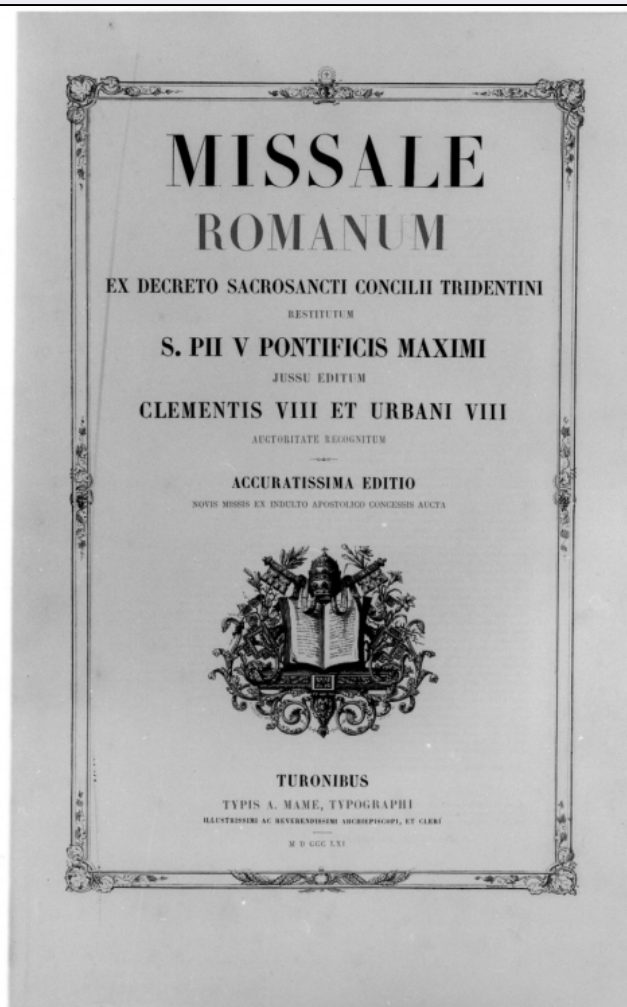 MISSALE
ROMANUM
EX DECRETO SACROSANCTI CONCILII TRIDENTINI
RESTITUTUM
S. PII V PONTIFICIS MAXIMI
JUSSU EDITUM
CLEMENTIS VIII ET URBANI VIII
AUCTORITATE RECOGNITUM
ACCURATISSIMA EDITIO
NOVIS MISSIS EX INDULTO APOSTOLICO CONCESSIS AUCTA
TURONIBUS
TYPIS A. MAME, TYPOGRAPHI
ILLUSTRISSIMI AC REVERENDISSIMI ARCHIEPISCOPI, ET CLERI
M D CCC LXI